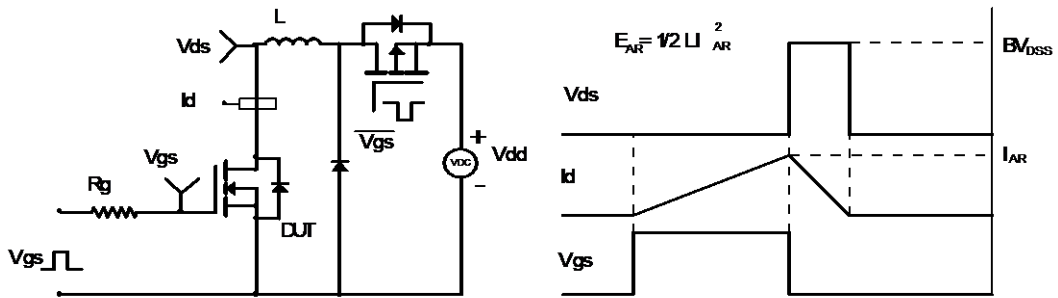 L
Vds
Id
Vgs
Vgs
+
VDC
Vdd
-
Rg
DUT
Vgs
E_AR= 1/2 LI²_AR
BV_DSS
Vds
I_AR
Id
Vgs